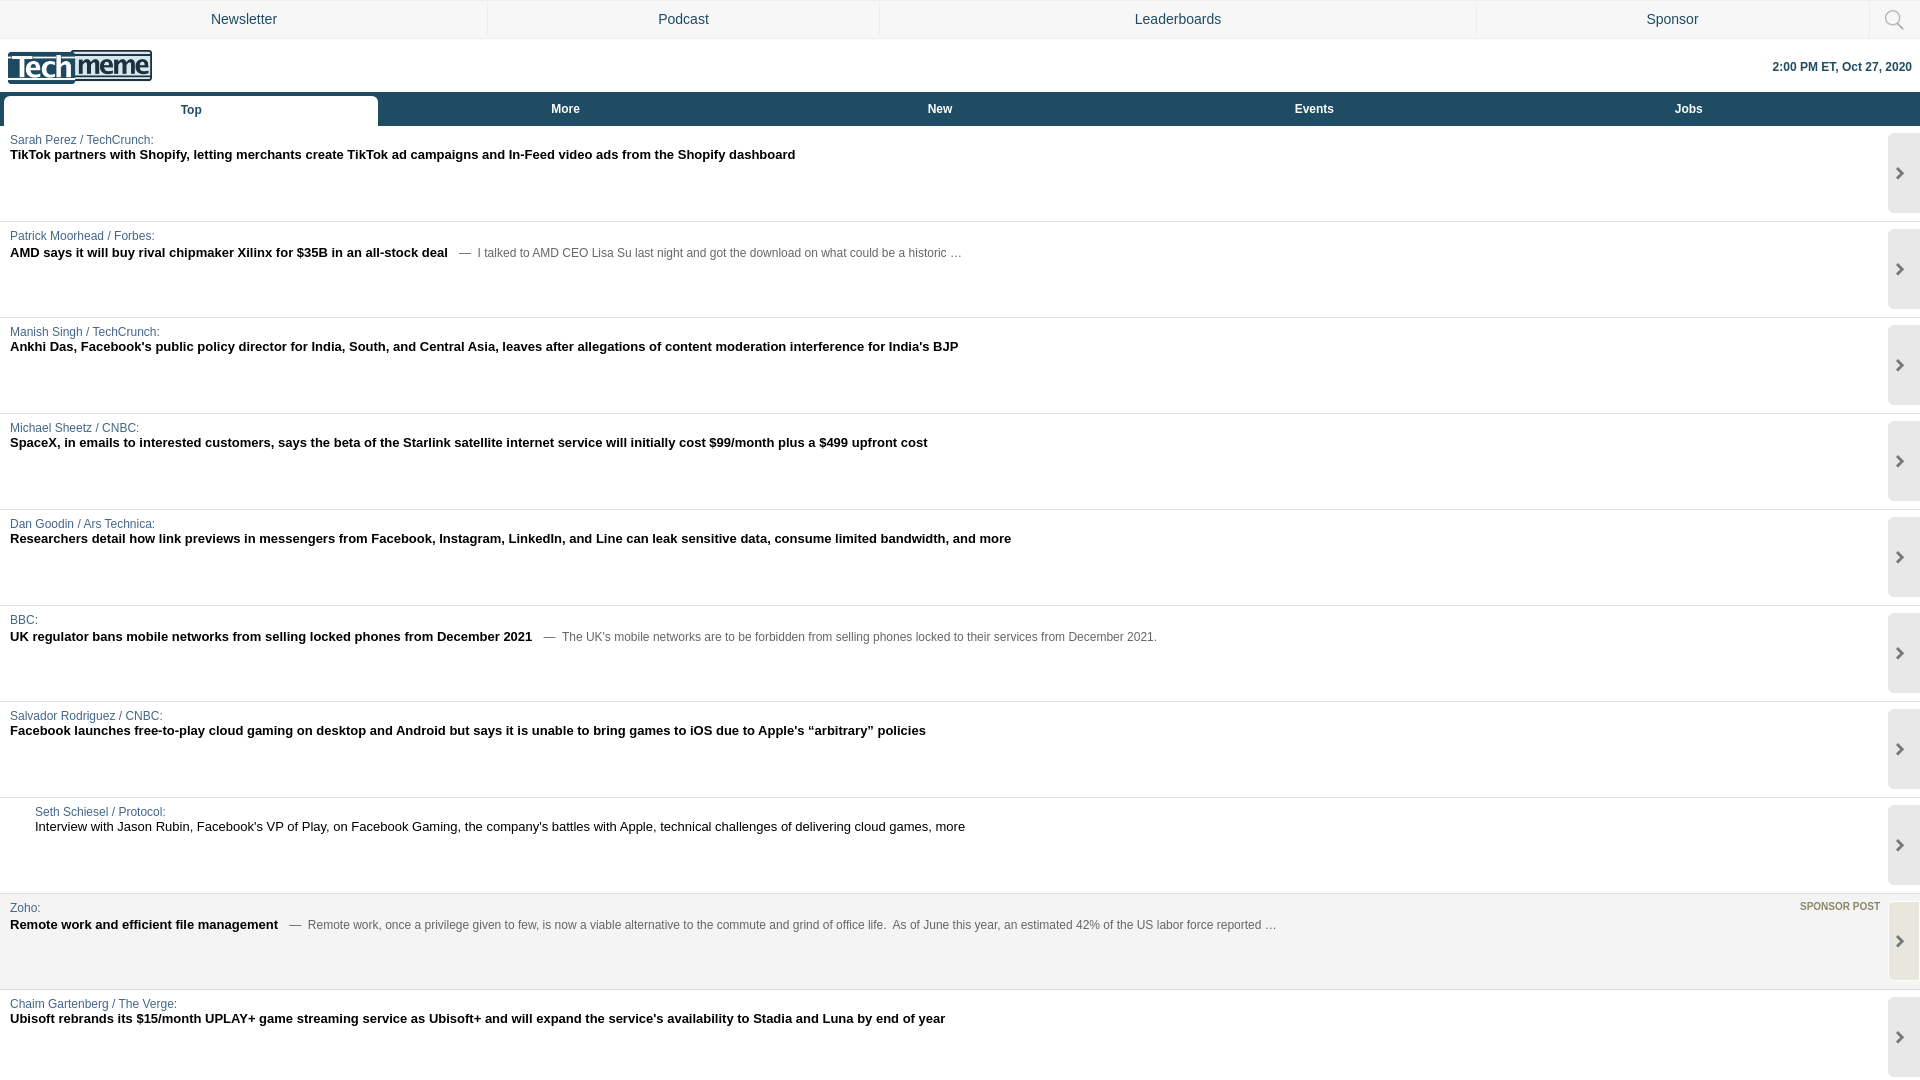 Newsletter Podcast Leaderboards Sponsor
Techmeme 2:00 PM ET, Oct 27, 2020
Top More New Events Jobs
Sarah Perez / TechCrunch:
TikTok partners with Shopify, letting merchants create TikTok ad campaigns and In-Feed video ads from the Shopify dashboard
Patrick Moorhead / Forbes:
AMD says it will buy rival chipmaker Xilinx for $35B in an all-stock deal — I talked to AMD CEO Lisa Su last night and got the download on what could be a historic …
Manish Singh / TechCrunch:
Ankhi Das, Facebook's public policy director for India, South, and Central Asia, leaves after allegations of content moderation interference for India's BJP
Michael Sheetz / CNBC:
SpaceX, in emails to interested customers, says the beta of the Starlink satellite internet service will initially cost $99/month plus a $499 upfront cost
Dan Goodin / Ars Technica:
Researchers detail how link previews in messengers from Facebook, Instagram, LinkedIn, and Line can leak sensitive data, consume limited bandwidth, and more
BBC:
UK regulator bans mobile networks from selling locked phones from December 2021 — The UK's mobile networks are to be forbidden from selling phones locked to their services from December 2021.
Salvador Rodriguez / CNBC:
Facebook launches free-to-play cloud gaming on desktop and Android but says it is unable to bring games to iOS due to Apple's “arbitrary” policies
Seth Schiesel / Protocol:
Interview with Jason Rubin, Facebook's VP of Play, on Facebook Gaming, the company's battles with Apple, technical challenges of delivering cloud games, more
Zoho: SPONSOR POST
Remote work and efficient file management — Remote work, once a privilege given to few, is now a viable alternative to the commute and grind of office life. As of June this year, an estimated 42% of the US labor force reported …
Chaim Gartenberg / The Verge:
Ubisoft rebrands its $15/month UPLAY+ game streaming service as Ubisoft+ and will expand the service's availability to Stadia and Luna by end of year